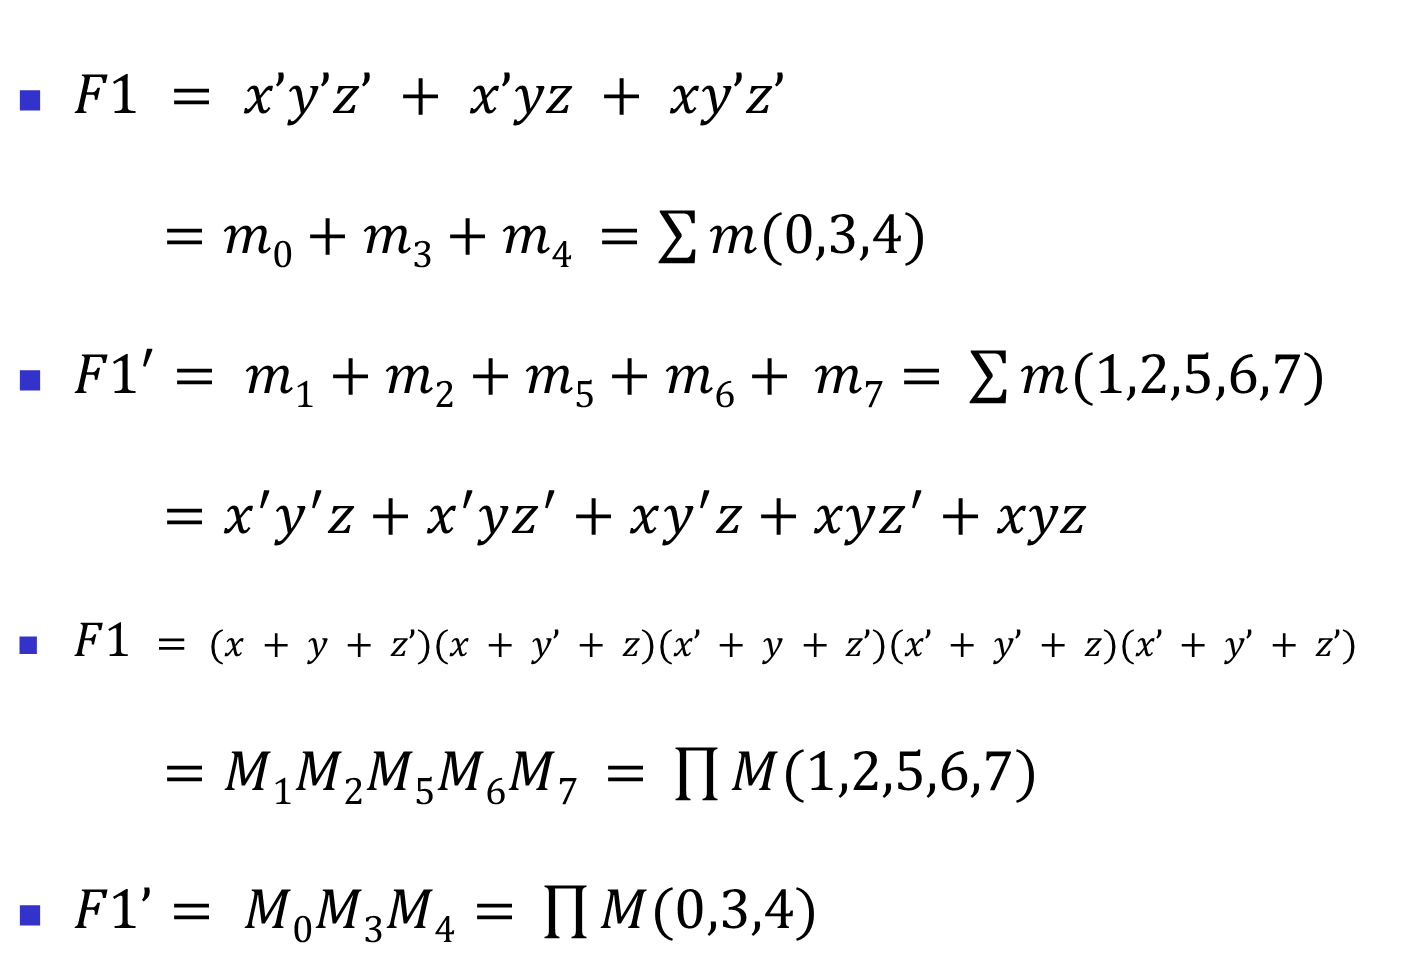 ▪ F1 = x’y’z’ + x’yz + xy’z’
= m₀ + m₃ + m₄ = ∑ m(0,3,4)
▪ F1′ = m₁ + m₂ + m₅ + m₆ + m₇ = ∑ m(1,2,5,6,7)
= x′y′z + x′yz′ + xy′z + xyz′ + xyz
▪ F1 = (x + y + z’)(x + y’ + z)(x’ + y + z’)(x’ + y’ + z)(x’ + y’ + z’)
= M₁M₂M₅M₆M₇ = ∏ M(1,2,5,6,7)
▪ F1’ = M₀M₃M₄ = ∏ M(0,3,4)